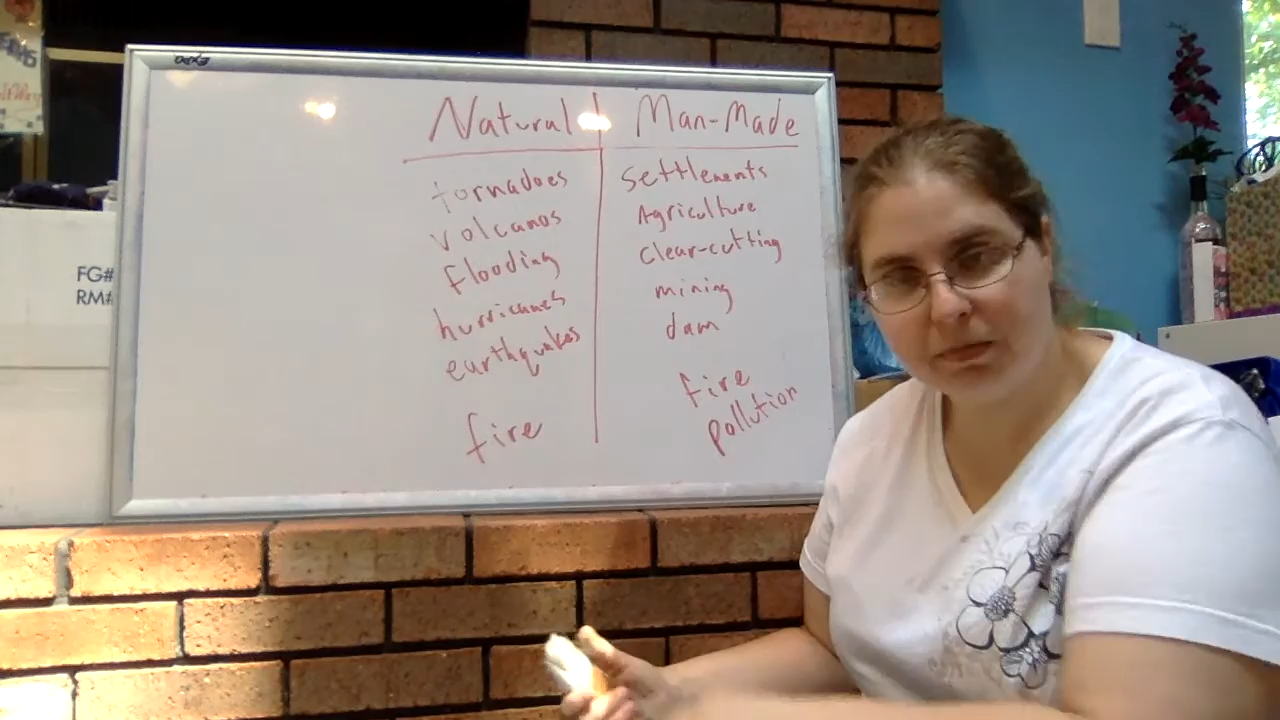 EXPO
Natural Man-Made
tornadoes settlements
volcanos Agriculture
flooding clear-cutting
hurricanes mining
earthquakes dam
fire
fire pollution
FG#
RM#